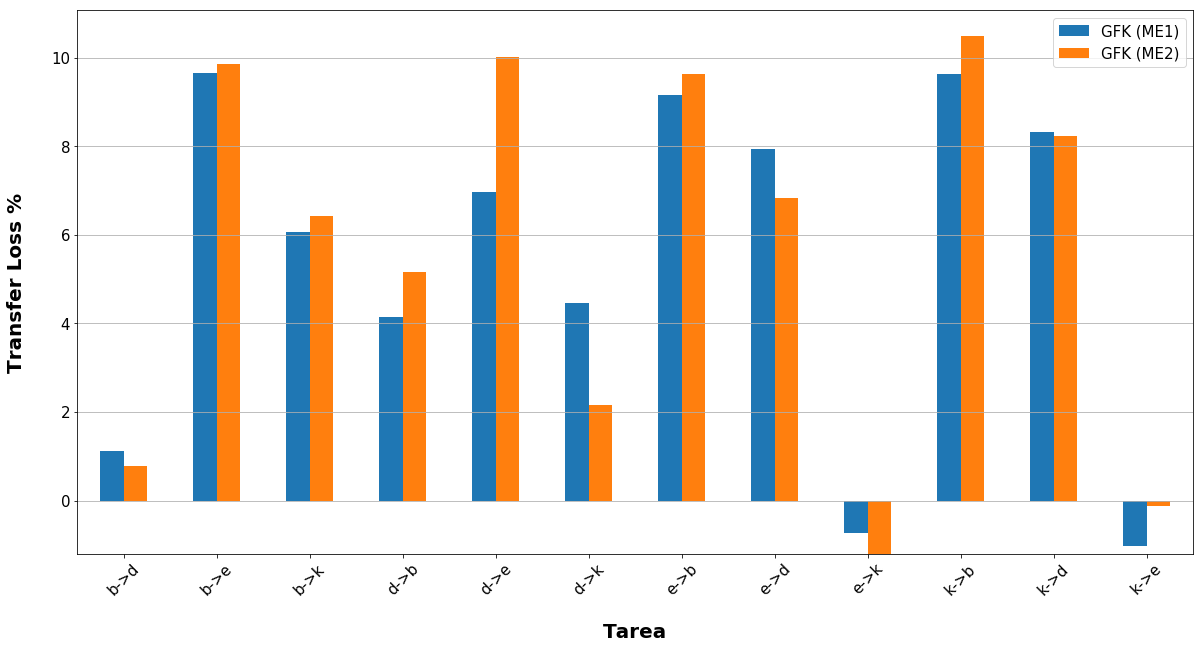 GFK (ME1)
GFK (ME2)
Transfer Loss %
10
8
6
4
2
0
b->d b->e b->k d->b d->e d->k e->b e->d e->k k->b k->d k->e
Tarea